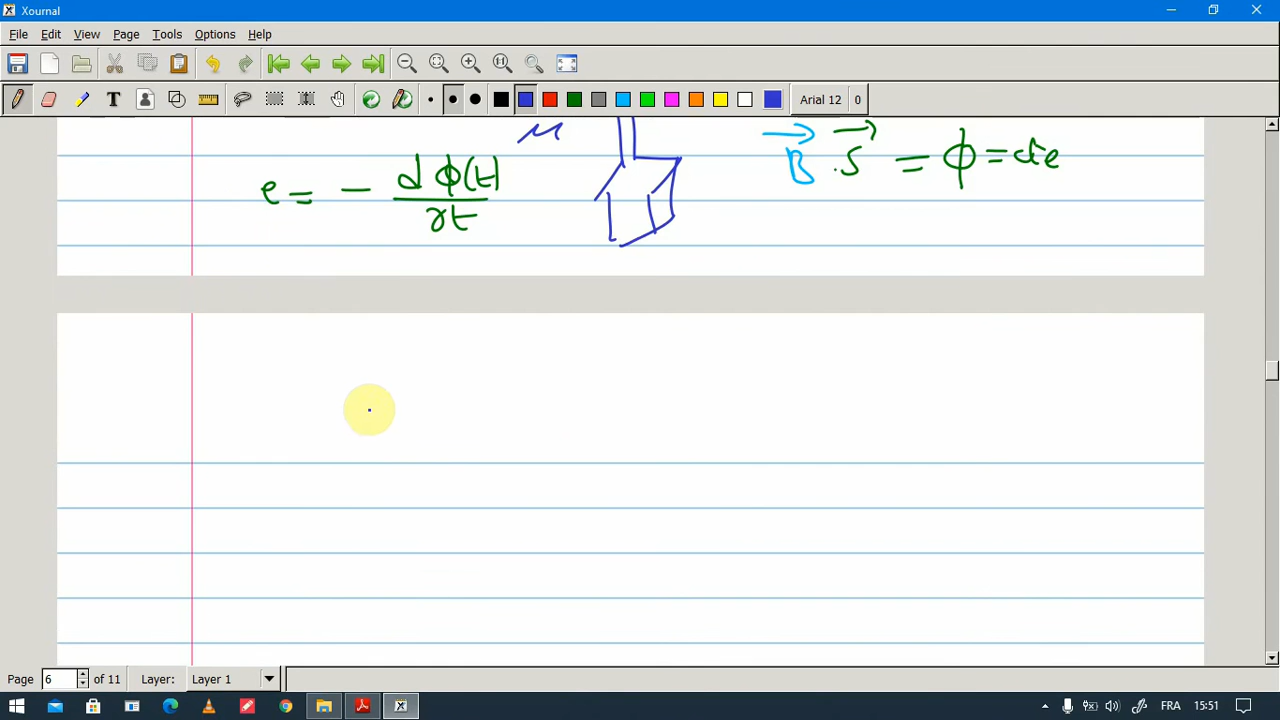 Xournal
File Edit View Page Tools Options Help
Arial 12 0
B . S = ϕ = cte
e = - dϕ(t) / dt
Page 6 of 11 Layer: Layer 1
FRA 15:51